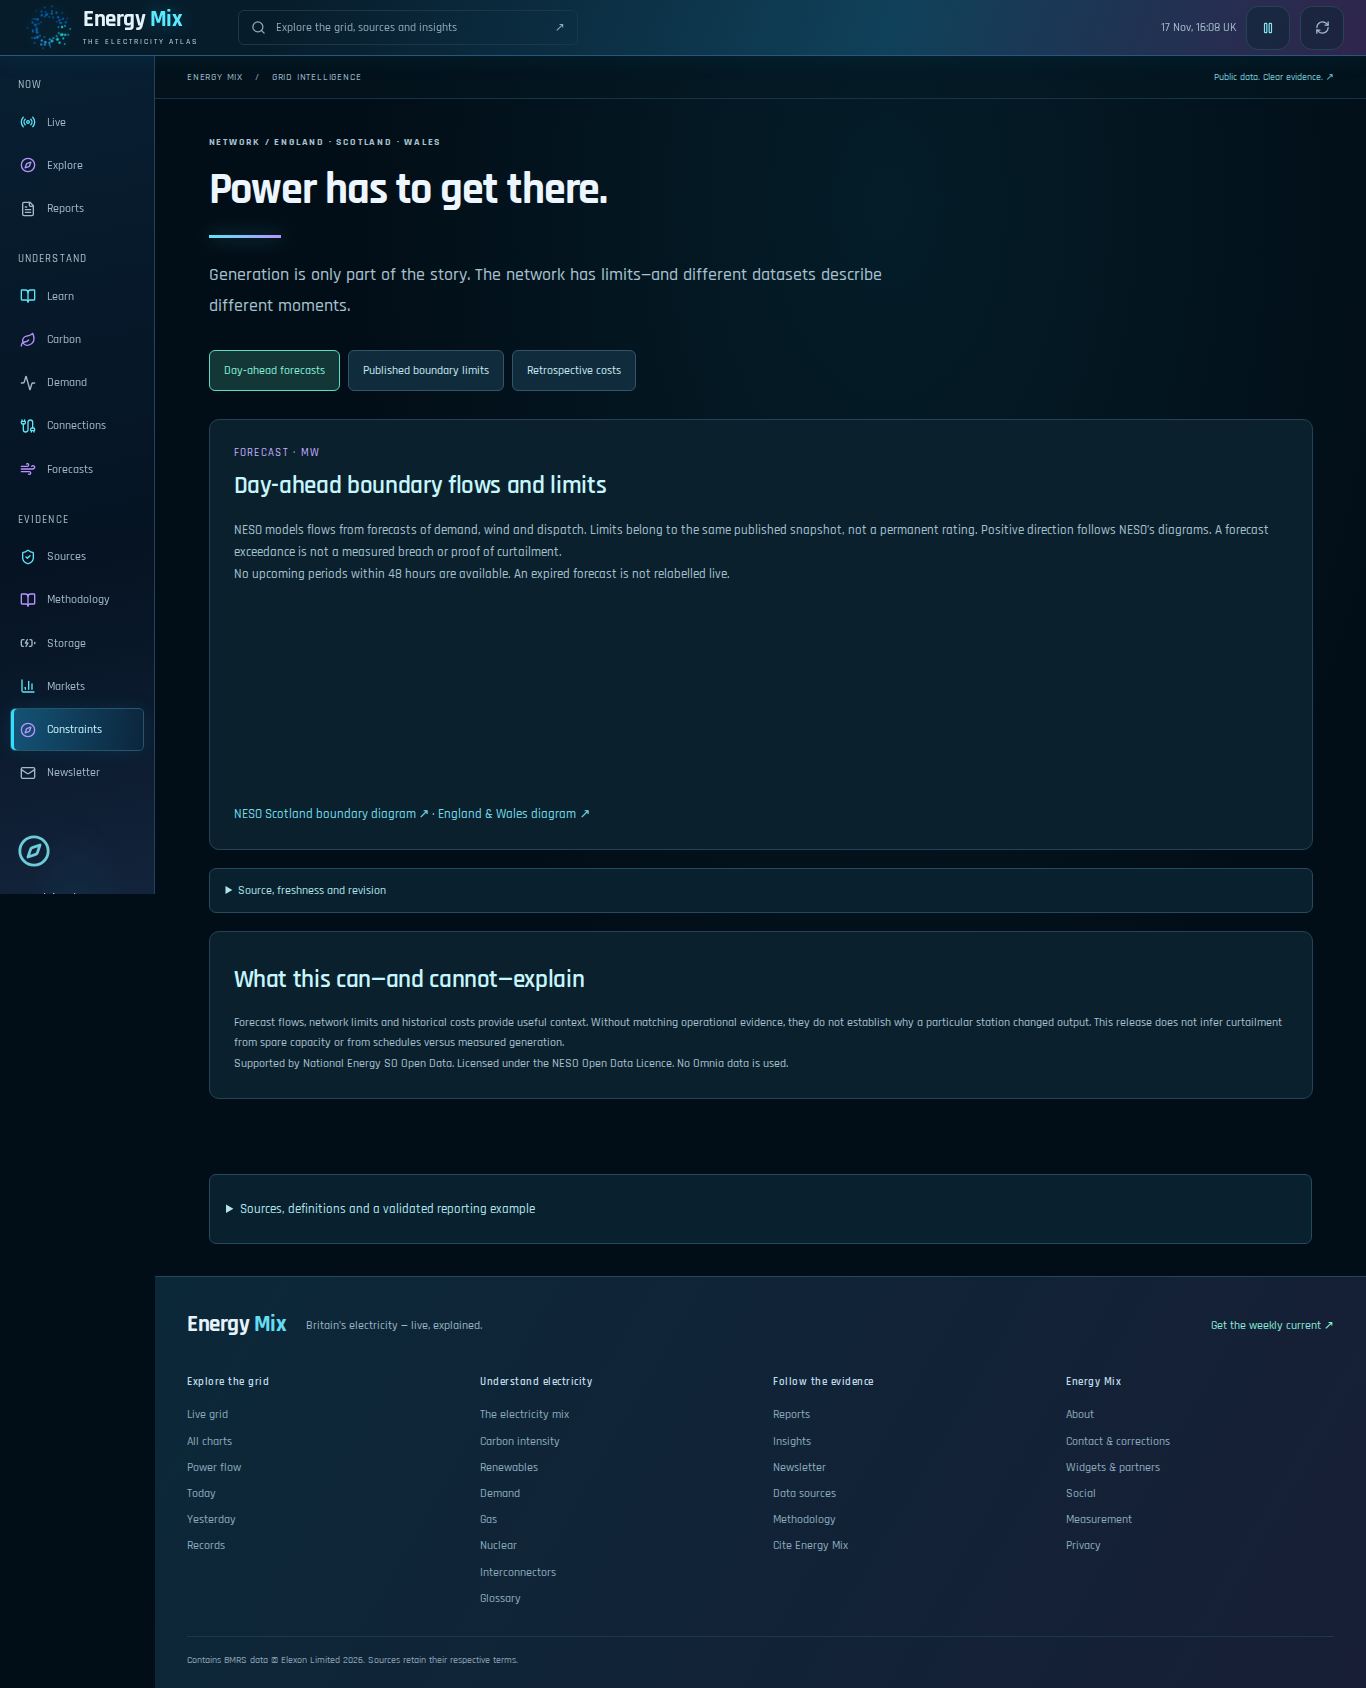 Energy Mix
THE ELECTRICITY ATLAS
Explore the grid, sources and insights ↗
17 Nov, 16:08 UK
NOW
Live
Explore
Reports
UNDERSTAND
Learn
Carbon
Demand
Connections
Forecasts
EVIDENCE
Sources
Methodology
Storage
Markets
Constraints
Newsletter
ENERGY MIX / GRID INTELLIGENCE
Public data. Clear evidence. ↗
NETWORK / ENGLAND · SCOTLAND · WALES
Power has to get there.
Generation is only part of the story. The network has limits—and different datasets describe
different moments.
Day-ahead forecasts
Published boundary limits
Retrospective costs
FORECAST · MW
Day-ahead boundary flows and limits
NESO models flows from forecasts of demand, wind and dispatch. Limits belong to the same published snapshot, not a permanent rating. Positive direction follows NESO's diagrams. A forecast
exceedance is not a measured breach or proof of curtailment.
No upcoming periods within 48 hours are available. An expired forecast is not relabelled live.
NESO Scotland boundary diagram ↗ · England & Wales diagram ↗
▶ Source, freshness and revision
What this can—and cannot—explain
Forecast flows, network limits and historical costs provide useful context. Without matching operational evidence, they do not establish why a particular station changed output. This release does not infer curtailment
from spare capacity or from schedules versus measured generation.
Supported by National Energy SO Open Data. Licensed under the NESO Open Data Licence. No Omnia data is used.
▶ Sources, definitions and a validated reporting example
Energy Mix
Britain's electricity — live, explained.
Get the weekly current ↗
Explore the grid
Live grid
All charts
Power flow
Today
Yesterday
Records
Understand electricity
The electricity mix
Carbon intensity
Renewables
Demand
Gas
Nuclear
Interconnectors
Glossary
Follow the evidence
Reports
Insights
Newsletter
Data sources
Methodology
Cite Energy Mix
Energy Mix
About
Contact & corrections
Widgets & partners
Social
Measurement
Privacy
Contains BMRS data © Elexon Limited 2026. Sources retain their respective terms.